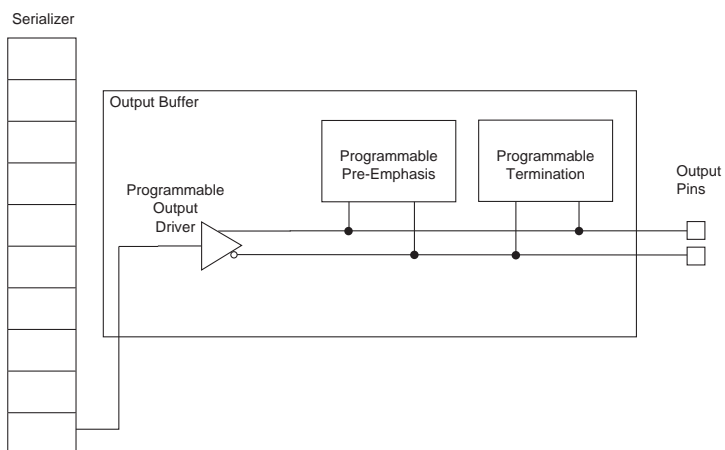 Serializer
Output Buffer
Programmable
Output
Driver
Programmable
Pre-Emphasis
Programmable
Termination
Output
Pins